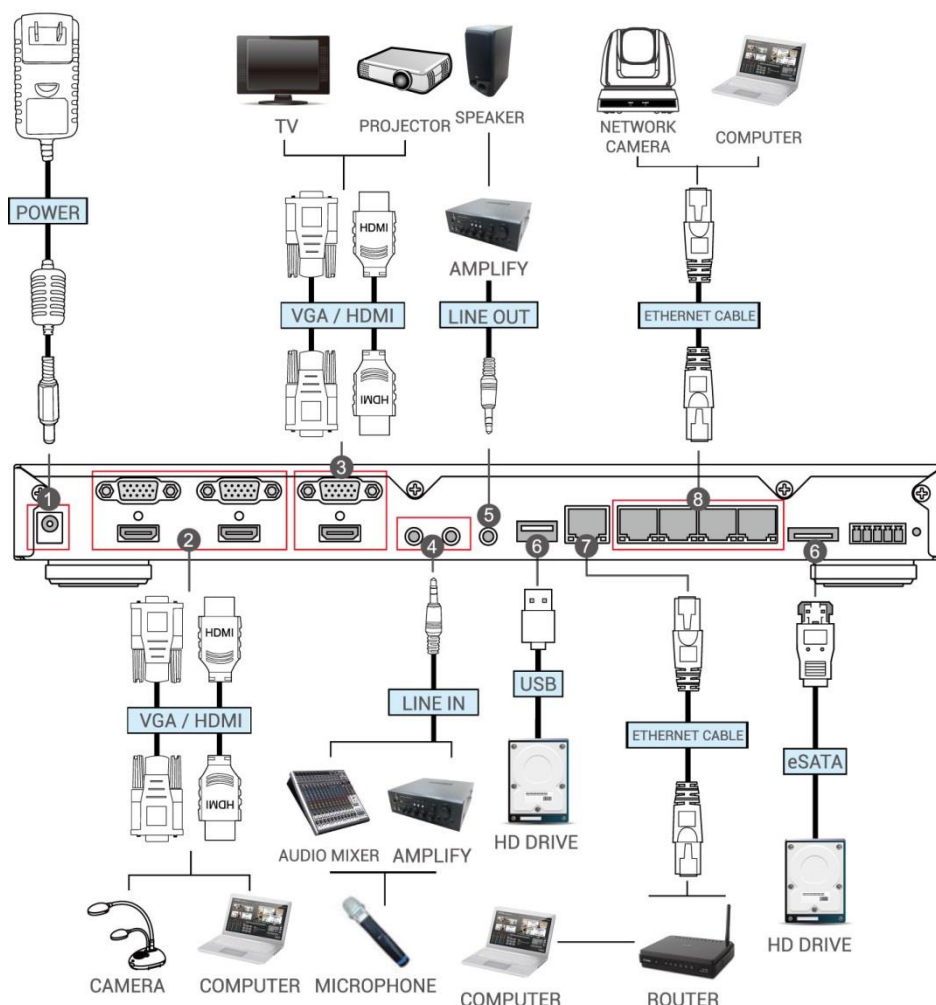 TV
PROJECTOR
SPEAKER
NETWORK
CAMERA
COMPUTER
POWER
HDMI
AMPLIFY
VGA / HDMI
LINE OUT
ETHERNET CABLE
HDMI
3
1
5
8
2
4
6
7
6
HDMI
USB
LINE IN
VGA / HDMI
ETHERNET CABLE
eSATA
HDMI
AUDIO MIXER
AMPLIFY
HD DRIVE
HD DRIVE
CAMERA
COMPUTER
MICROPHONE
COMPUTER
ROUTER